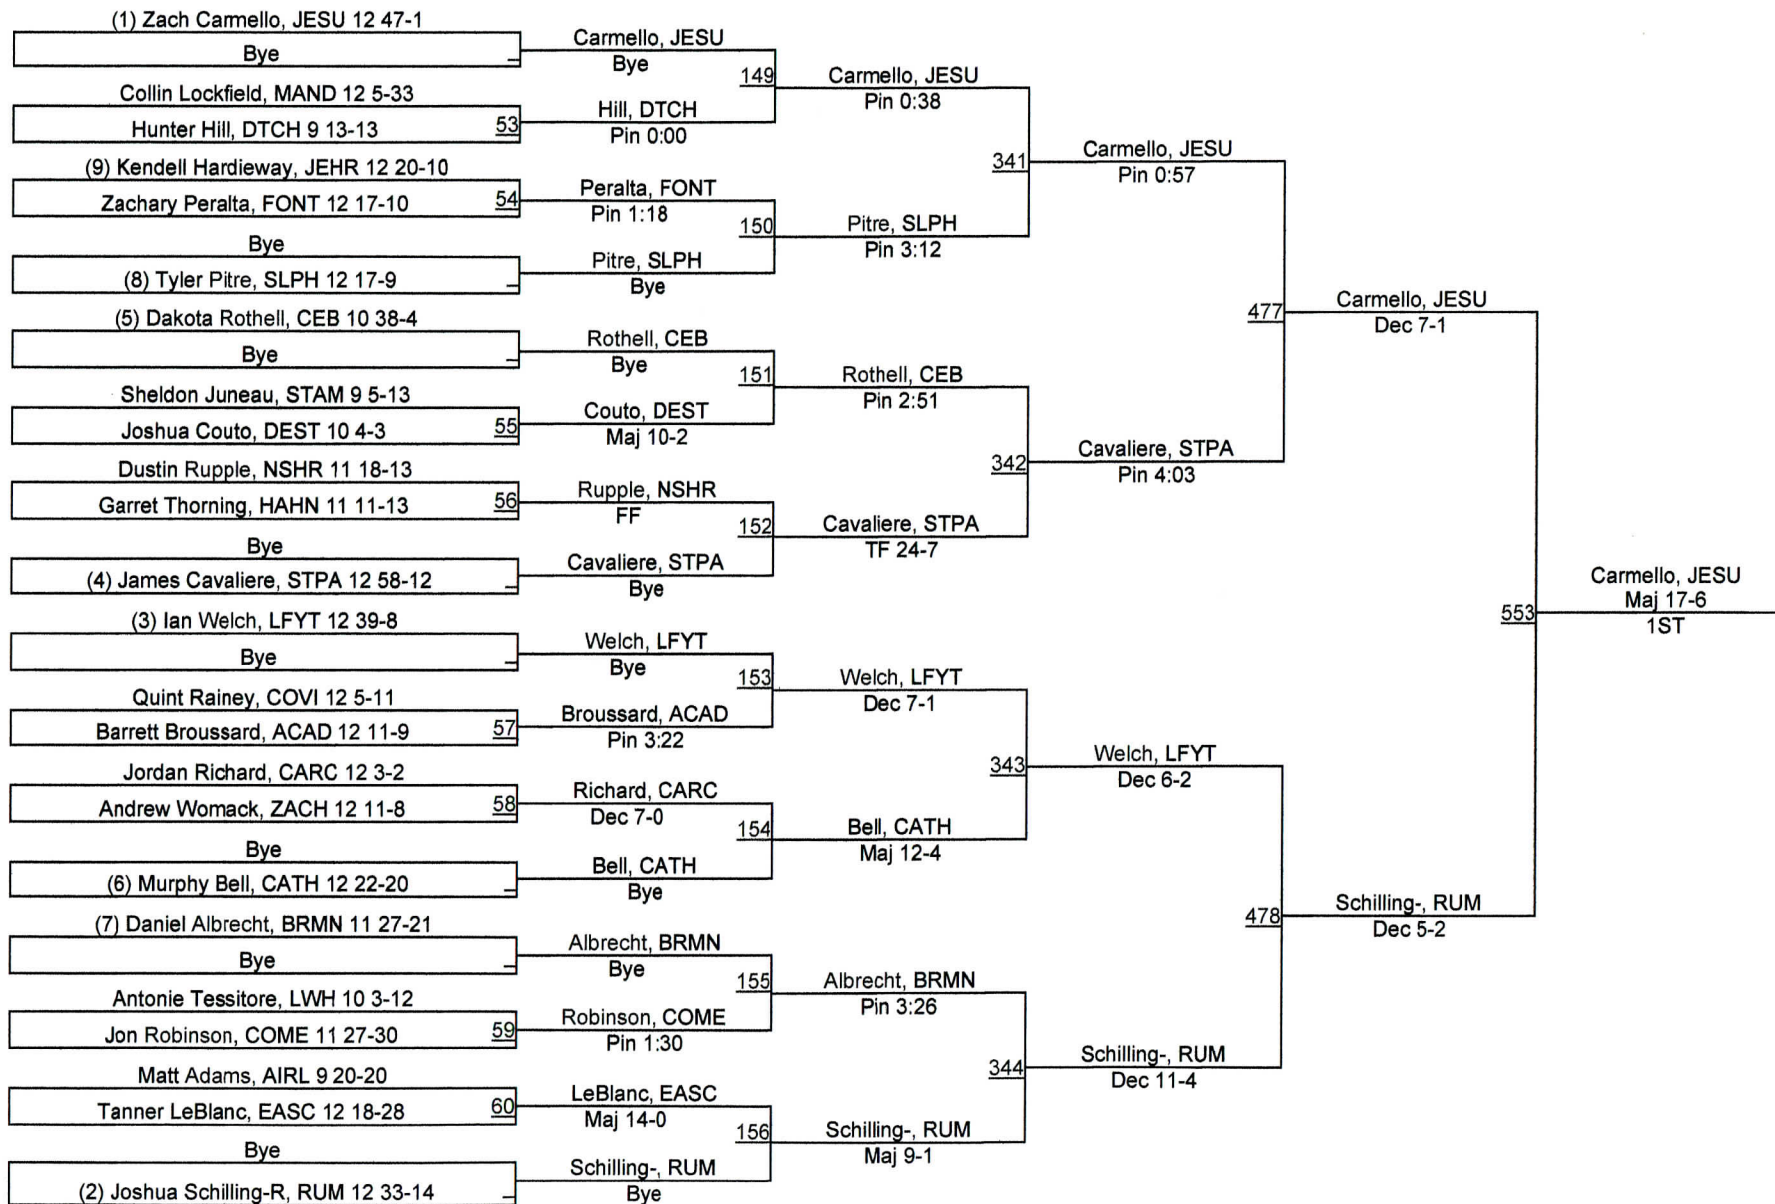 (1) Zach Carmello, JESU 12 47-1
Bye
Collin Lockfield, MAND 12 5-33
Hunter Hill, DTCH 9 13-13 53
(9) Kendell Hardieway, JEHR 12 20-10
Zachary Peralta, FONT 12 17-10 54
Bye
(8) Tyler Pitre, SLPH 12 17-9
(5) Dakota Rothell, CEB 10 38-4
Bye
Sheldon Juneau, STAM 9 5-13
Joshua Couto, DEST 10 4-3 55
Dustin Rupple, NSHR 11 18-13
Garret Thorning, HAHN 11 11-13 56
Bye
(4) James Cavaliere, STPA 12 58-12
(3) Ian Welch, LFYT 12 39-8
Bye
Quint Rainey, COVI 12 5-11
Barrett Broussard, ACAD 12 11-9 57
Jordan Richard, CARC 12 3-2
Andrew Womack, ZACH 12 11-8 58
Bye
(6) Murphy Bell, CATH 12 22-20
(7) Daniel Albrecht, BRMN 11 27-21
Bye
Antonie Tessitore, LWH 10 3-12
Jon Robinson, COME 11 27-30 59
Matt Adams, AIRL 9 20-20
Tanner LeBlanc, EASC 12 18-28 60
Bye
(2) Joshua Schilling-R, RUM 12 33-14
Carmello, JESU
Bye
149
Hill, DTCH
Pin 0:00
Peralta, FONT
Pin 1:18
150
Pitre, SLPH
Bye
Rothell, CEB
Bye
151
Couto, DEST
Maj 10-2
Rupple, NSHR
FF
152
Cavaliere, STPA
Bye
Welch, LFYT
Bye
153
Broussard, ACAD
Pin 3:22
Richard, CARC
Dec 7-0
154
Bell, CATH
Bye
Albrecht, BRMN
Bye
155
Robinson, COME
Pin 1:30
LeBlanc, EASC
Maj 14-0
156
Schilling-, RUM
Bye
Carmello, JESU
Pin 0:38
341
Pitre, SLPH
Pin 3:12
Rothell, CEB
Pin 2:51
342
Cavaliere, STPA
TF 24-7
Welch, LFYT
Dec 7-1
343
Bell, CATH
Maj 12-4
Albrecht, BRMN
Pin 3:26
344
Schilling-, RUM
Maj 9-1
Carmello, JESU
Pin 0:57
477
Cavaliere, STPA
Pin 4:03
Welch, LFYT
Dec 6-2
478
Schilling-, RUM
Dec 11-4
Carmello, JESU
Dec 7-1
553
Schilling-, RUM
Dec 5-2
Carmello, JESU
Maj 17-6
1ST